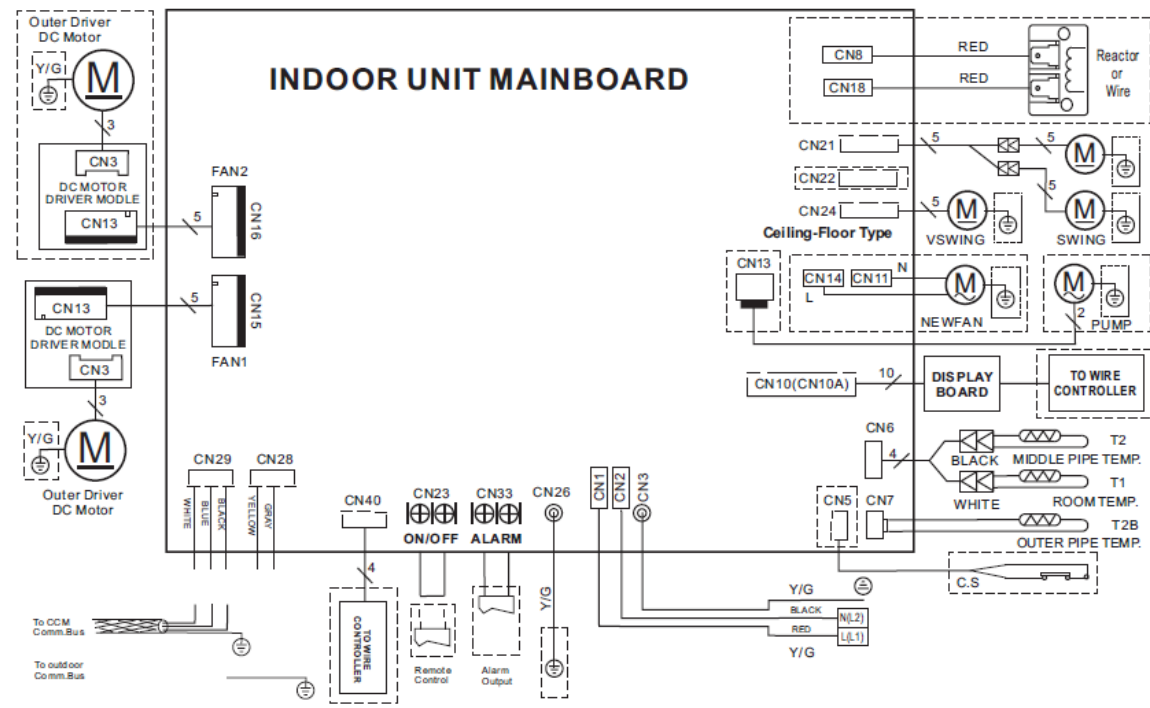 Outer Driver
DC Motor
Y/G
M
3
CN3
DC MOTOR
DRIVER MODLE
CN13
5
FAN2
CN16
INDOOR UNIT MAINBOARD
CN13
5
DC MOTOR
DRIVER MODLE
CN3
CN15
FAN1
3
Y/G
M
Outer Driver
DC Motor
CN8
RED
CN18
RED
Reactor
or
Wire
CN21
5
5
M
CN22
5
CN24
5
M
M
Ceiling-Floor Type
VSWING
SWING
CN13
CN14
CN11
N
L
M
NEWFAN
M
2
PUMP
CN10(CN10A)
10
DISPLAY
BOARD
TO WIRE
CONTROLLER
CN6
4
BLACK
T2
MIDDLE PIPE TEMP.
T1
WHITE
ROOM TEMP.
CN5
CN7
T2B
OUTER PIPE TEMP.
C.S
CN29
CN28
WHITE
BLUE
BLACK
YELLOW
GRAY
CN40
4
TO WIRE
CONTROLLER
CN23
ON/OFF
Remote
Control
CN33
ALARM
Alarm
Output
CN26
Y/G
CN1
CN2
CN3
Y/G
BLACK
N(L2)
RED
L(L1)
Y/G
To CCM
Comm.Bus
To outdoor
Comm.Bus